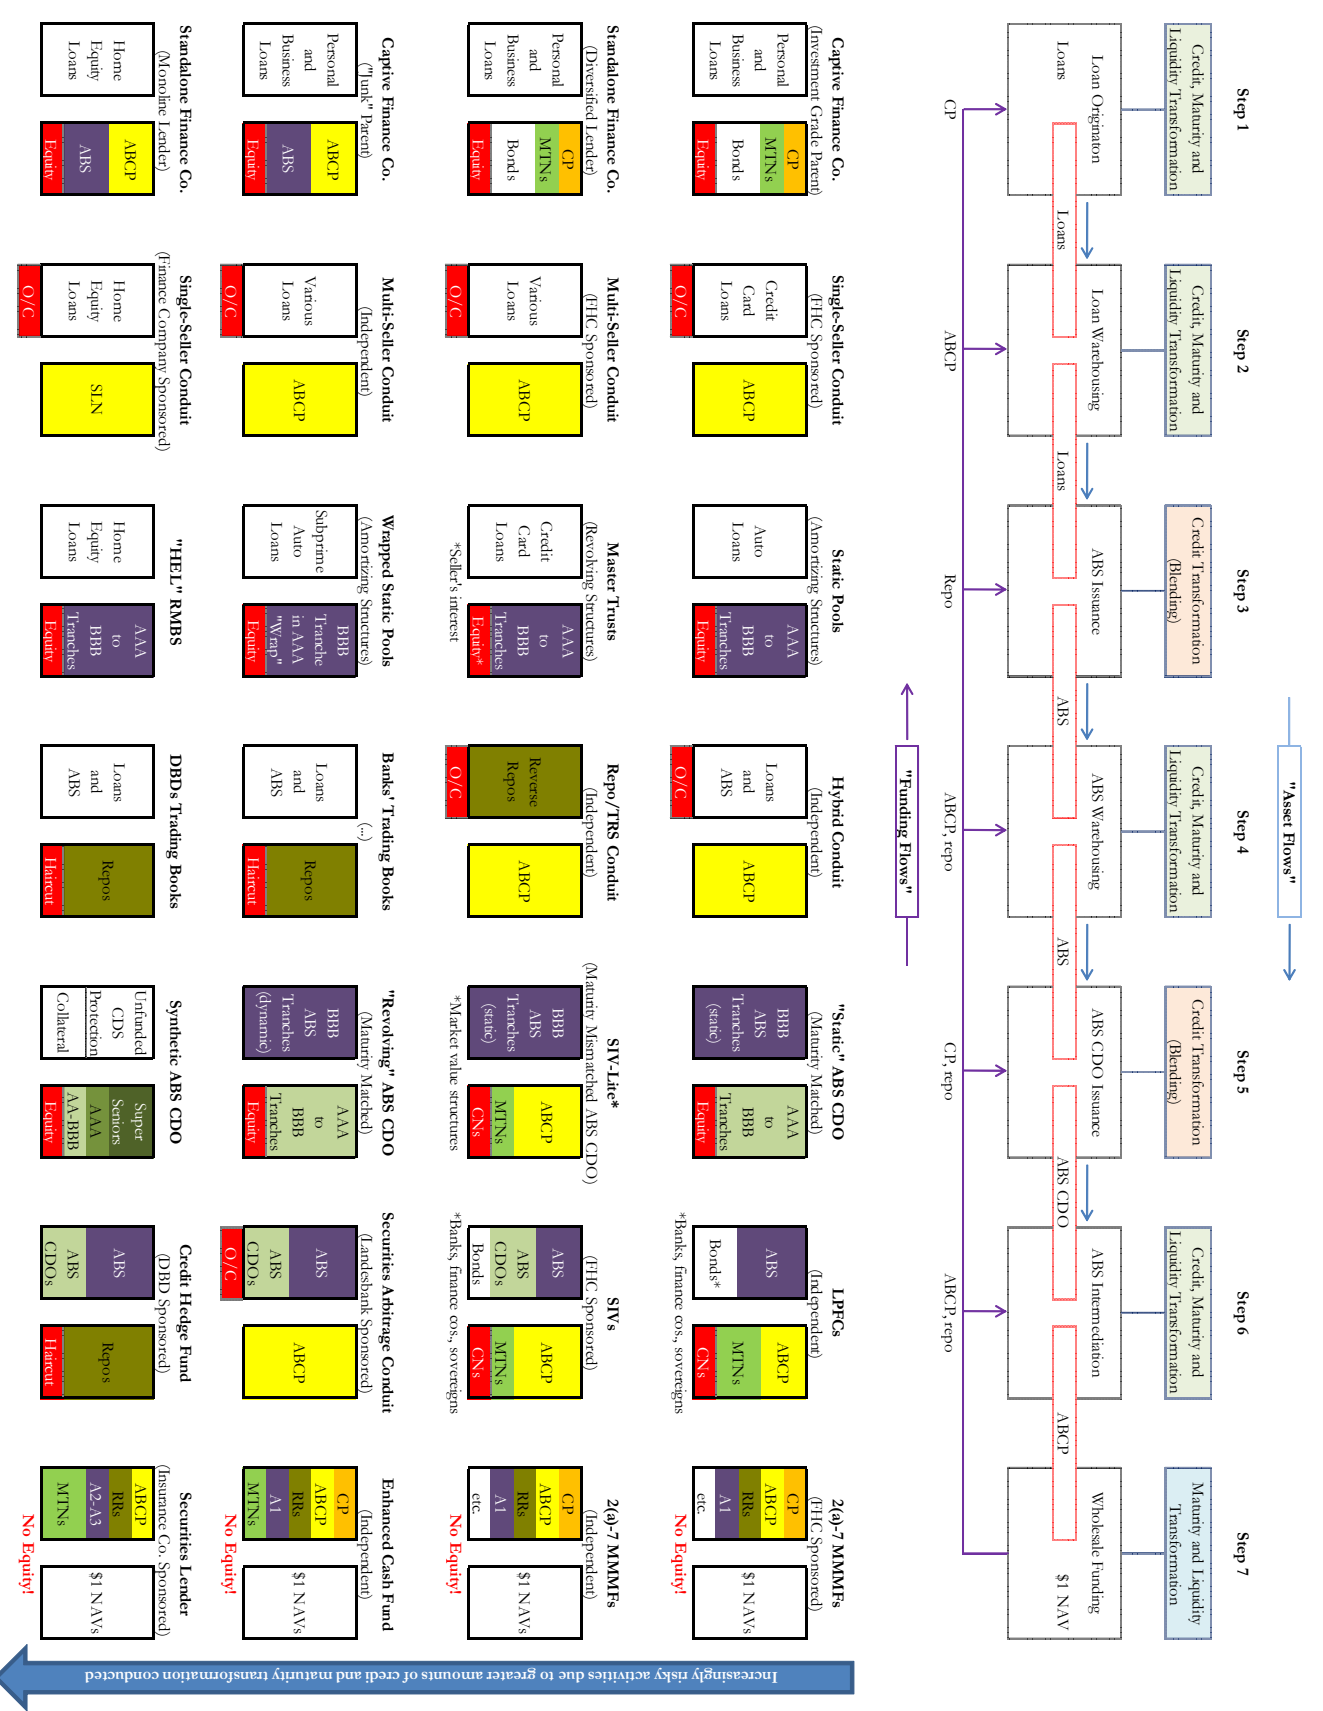 "Asset Flows"
Step 1
Step 2
Step 3
Step 4
Step 5
Step 6
Step 7
Credit, Maturity and
Liquidity Transformation
Credit, Maturity and
Liquidity Transformation
Credit Transformation
(Blending)
Credit, Maturity and
Liquidity Transformation
Credit Transformation
(Blending)
Credit, Maturity and
Liquidity Transformation
Maturity and Liquidity
Transformation
Loan Originaton
Loan Warehousing
ABS Issuance
ABS Warehousing
ABS CDO Issuance
ABS Intermediation
Wholesale Funding
Loans
Loans
Loans
ABS
ABS
ABS CDO
ABCP
$1 NAV
CP
ABCP
Repo
ABCP, repo
CP, repo
ABCP, repo
"Funding Flows"
Captive Finance Co.
(Investment Grade Parent)
Personal
and
Business
Loans
CP
MTNs
Bonds
Equity
Single-Seller Conduit
(FHC Sponsored)
Credit
Card
Loans
O/C
ABCP
Static Pools
(Amortizing Structures)
Auto
Loans
AAA
to
BBB
Tranches
Equity
Hybrid Conduit
(Independent)
Loans
and
ABS
O/C
ABCP
"Static" ABS CDO
(Maturity Matched)
BBB
ABS
Tranches
(static)
AAA
to
BBB
Tranches
Equity
LPFCs
(Independent)
ABS
Bonds*
ABCP
MTNs
CNs
*Banks, finance cos., sovereigns
2(a)-7 MMMFs
(FHC Sponsored)
CP
ABCP
RRs
A1
etc.
$1 NAVs
No Equity!
Standalone Finance Co.
(Diversified Lender)
Personal
and
Business
Loans
CP
MTNs
Bonds
Equity
Multi-Seller Conduit
(FHC Sponsored)
Various
Loans
O/C
ABCP
Master Trusts
(Revolving Structures)
Credit
Card
Loans
AAA
to
BBB
Tranches
Equity*
*Seller's interest
Repo/TRS Conduit
(Independent)
Reverse
Repos
O/C
ABCP
SIV-Lite*
(Maturity Mismatched ABS CDO)
BBB
ABS
Tranches
(static)
ABCP
MTNs
CNs
*Market value structures
SIVs
(FHC Sponsored)
ABS
ABS
CDOs
Bonds
ABCP
MTNs
CNs
*Banks, finance cos., sovereigns
2(a)-7 MMMFs
(Independent)
CP
ABCP
RRs
A1
etc.
$1 NAVs
No Equity!
Captive Finance Co.
("Junk" Parent)
Personal
and
Business
Loans
ABCP
ABS
Equity
Multi-Seller Conduit
(Independent)
Various
Loans
O/C
ABCP
Wrapped Static Pools
(Amortizing Structures)
Subprime
Auto
Loans
BBB
Tranche
in AAA
"Wrap"
Equity
Banks' Trading Books
(...)
Loans
and
ABS
Repos
Haircut
"Revolving" ABS CDO
(Maturity Matched)
BBB
ABS
Tranches
(dynamic)
AAA
to
BBB
Tranches
Equity
Securities Arbitrage Conduit
(Landesbank Sponsored)
ABS
ABS
CDOs
O/C
ABCP
Enhanced Cash Fund
(Independent)
CP
ABCP
RRs
A1
MTNs
$1 NAVs
No Equity!
Standalone Finance Co.
(Monoline Lender)
Home
Equity
Loans
ABCP
ABS
Equity
Single-Seller Conduit
(Finance Company Sponsored)
Home
Equity
Loans
O/C
SLN
"HEL" RMBS
Home
Equity
Loans
AAA
to
BBB
Tranches
Equity
DBDs Trading Books
Loans
and
ABS
Repos
Haircut
Synthetic ABS CDO
Unfunded
CDS
Protection
Collateral
Super
Seniors
AAA
AA-BBB
Equity
Credit Hedge Fund
(DBD Sponsored)
ABS
ABS
CDOs
Repos
Haircut
Securities Lender
(Insurance Co. Sponsored)
ABCP
RRs
A2-A3
MTNs
$1 NAVs
No Equity!
Increasingly risky activities due to greater amounts of credi and maturity transformation conducted